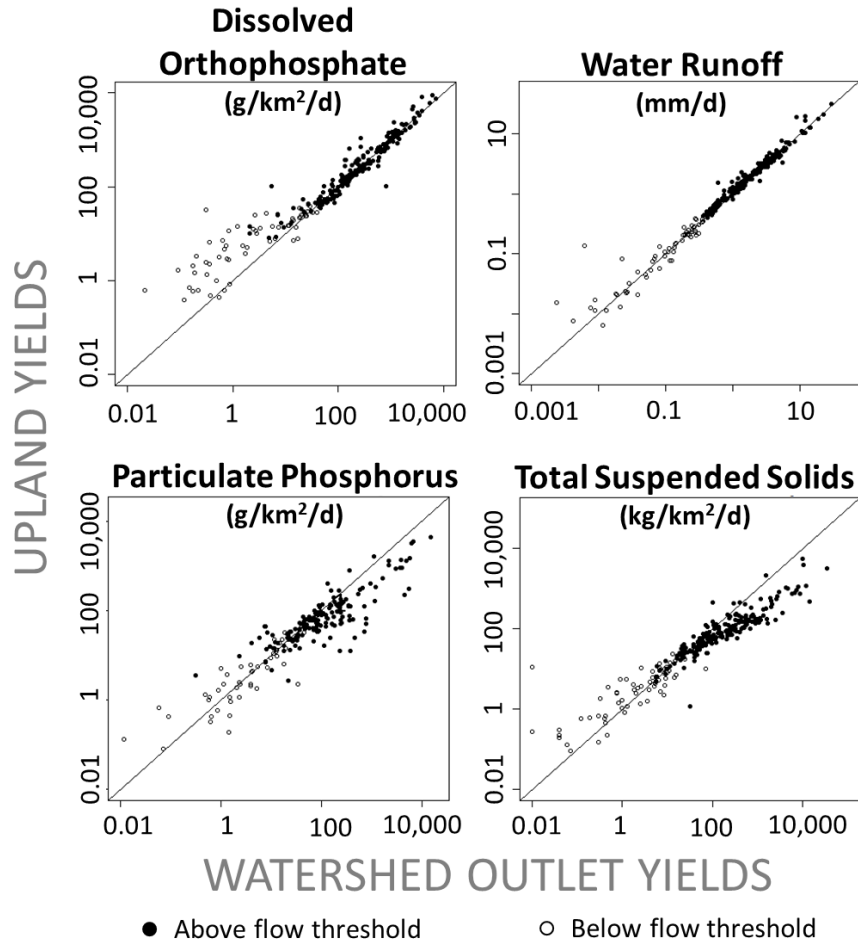 Dissolved
Orthophosphate
(g/km²/d)
10,000
100
1
0.01
0.01 1 100 10,000
Water Runoff
(mm/d)
10
0.1
0.001
0.001 0.1 10
UPLAND YIELDS
Particulate Phosphorus
(g/km²/d)
10,000
100
1
0.01
0.01 1 100 10,000
Total Suspended Solids
(kg/km²/d)
10,000
100
1
0.01
0.01 1 100 10,000
WATERSHED OUTLET YIELDS
Above flow threshold
Below flow threshold